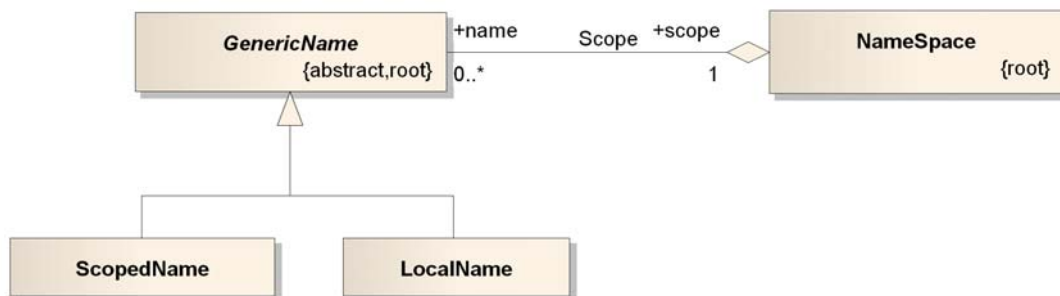 GenericName
{abstract,root}
+name
Scope
+scope
0..*
1
NameSpace
{root}
ScopedName
LocalName